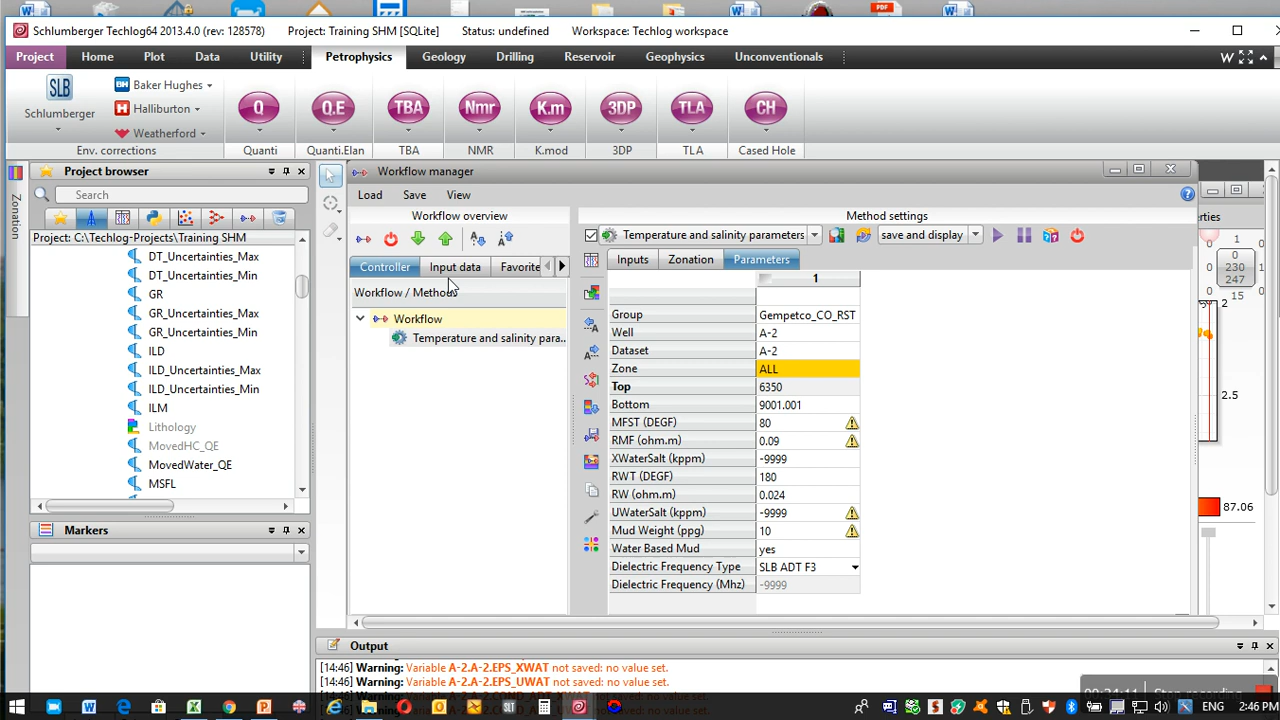 Schlumberger Techlog64 2013.4.0 (rev: 128578) Project: Training SHM [SQLite] Status: undefined Workspace: Techlog workspace
Project Home Plot Data Utility Petrophysics Geology Drilling Reservoir Geophysics Unconventionals
SLB
Schlumberger
Baker Hughes
Halliburton
Weatherford
Q Q.E TBA Nmr K.m 3DP TLA CH
Env. corrections Quanti Quanti.Elan TBA NMR K.mod 3DP TLA Cased Hole
Zonation
Project browser
Search
Project: C:\Techlog-Projects\Training SHM
DT_Uncertainties_Max
DT_Uncertainties_Min
GR
GR_Uncertainties_Max
GR_Uncertainties_Min
ILD
ILD_Uncertainties_Max
ILD_Uncertainties_Min
ILM
Lithology
MovedHC_QE
MovedWater_QE
MSFL
Markers
Workflow manager
Load Save View
Workflow overview
Controller Input data Favorite
Workflow / Methods
Workflow
Temperature and salinity para...
Method settings
Temperature and salinity parameters save and display
Inputs Zonation Parameters
1
Group Gempetco_CO_RST
Well A-2
Dataset A-2
Zone ALL
Top 6350
Bottom 9001.001
MFST (DEGF) 80
RMF (ohm.m) 0.09
XWaterSalt (kppm) -9999
RWT (DEGF) 180
RW (ohm.m) 0.024
UWaterSalt (kppm) -9999
Mud Weight (ppg) 10
Water Based Mud yes
Dielectric Frequency Type SLB ADT F3
Dielectric Frequency (Mhz) -9999
erties
1
0
230
247
15
2
2.5
87.06
Output
[14:46] Warning: Variable A-2.A-2.EPS_XWAT not saved: no value set.
[14:46] Warning: Variable A-2.A-2.EPS_UWAT not saved: no value set.
ENG 2:46 PM